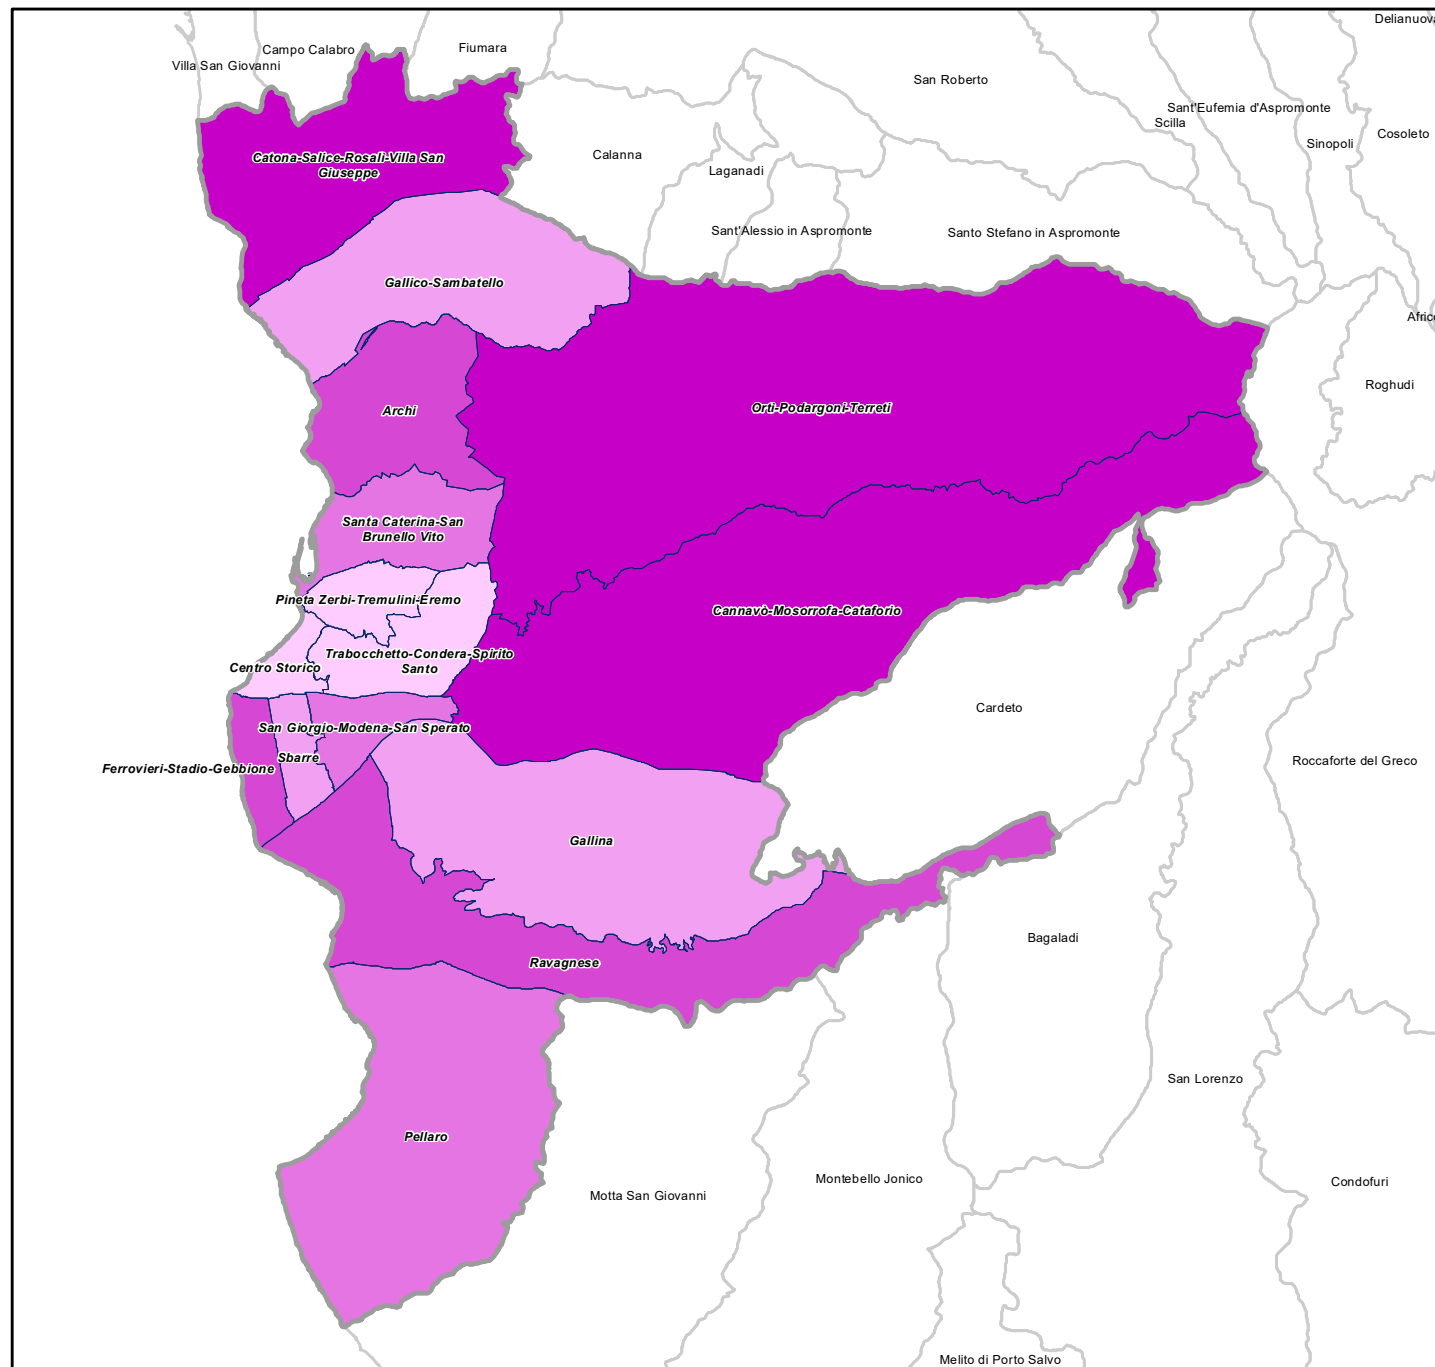 Delianuova
Campo Calabro
Fiumara
Villa San Giovanni
San Roberto
Sant'Eufemia d'Aspromonte
Scilla
Cosoleto
Sinopoli
Catona-Salice-Rosali-Villa San
Giuseppe
Calanna
Laganadi
Sant'Alessio in Aspromonte
Santo Stefano in Aspromonte
Gallico-Sambatello
Africo
Roghudi
Archi
Orti-Podargoni-Terreti
Santa Caterina-San
Brunello Vito
Pineta Zerbi-Tremulini-Eremo
Cannavò-Mosorrofa-Cataforio
Trabocchetto-Condera-Spirito
Santo
Centro Storico
Cardeto
San Giorgio-Modena-San Sperato
Sbarre
Ferrovieri-Stadio-Gebbione
Roccaforte del Greco
Gallina
Bagaladi
Ravagnese
San Lorenzo
Pellaro
Montebello Jonico
Motta San Giovanni
Condofuri
Melito di Porto Salvo